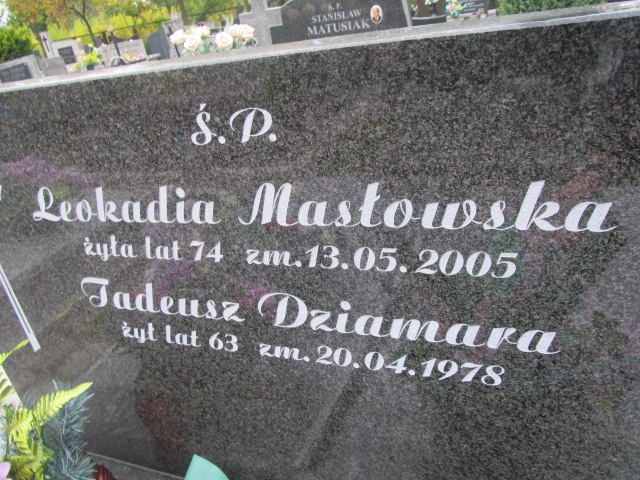 Ś.P.
STANISŁAW
MATUSIAK
Ś.P.
Leokadia Masłowska
żyła lat 74 zm.13.05.2005
Tadeusz Dziamara
żył lat 63 zm.20.04.1978